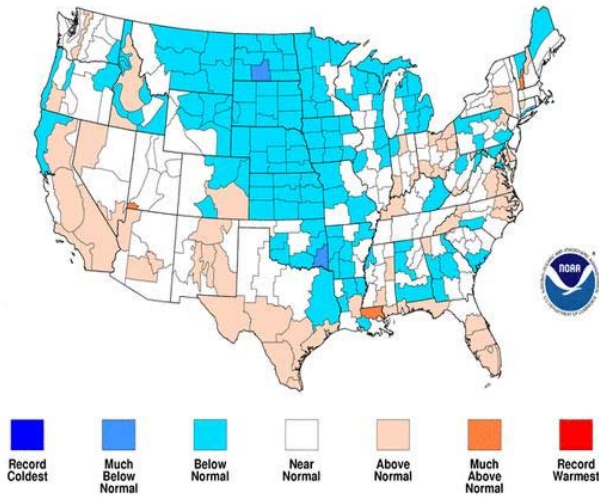 NOAA
Record
Coldest
Much
Below
Normal
Below
Normal
Near
Normal
Above
Normal
Much
Above
Normal
Record
Warmest